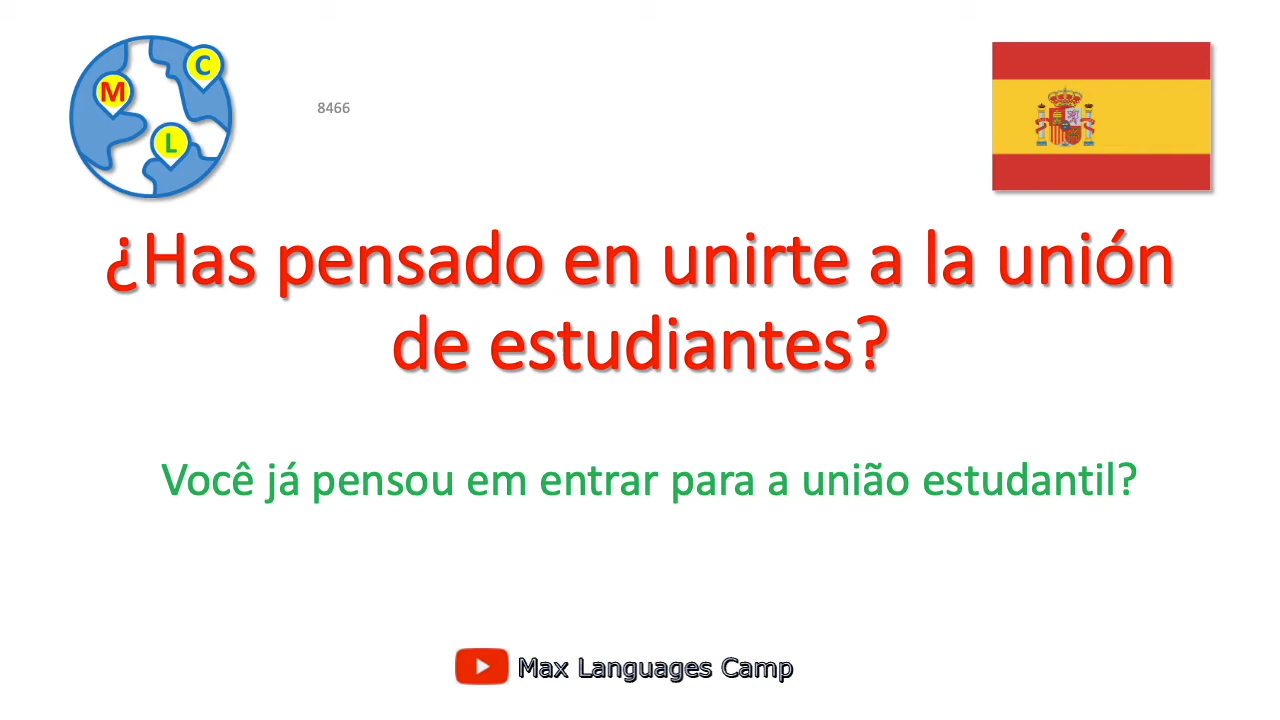 M
C
L
8466
¿Has pensado en unirte a la unión
de estudiantes?
Você já pensou em entrar para a união estudantil?
Max Languages Camp